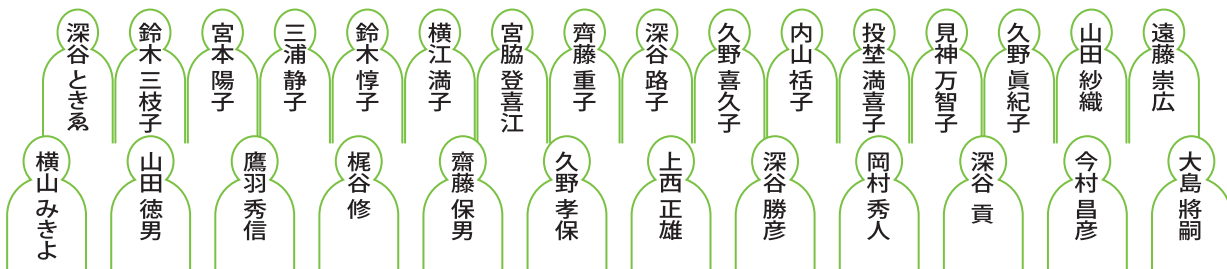 深谷 ときゑ
鈴木 三枝子
宮本 陽子
三浦 静子
鈴木 惇子
横江 満子
宮脇 登喜江
齊藤 重子
深谷 路子
久野 喜久子
内山 祜子
投埜 満喜子
見神 万智子
久野 眞紀子
山田 紗織
遠藤 崇広
横山 みきよ
山田 徳男
鷹羽 秀信
梶谷 修
齋藤 保男
久野 孝保
上西 正雄
深谷 勝彦
岡村 秀人
深谷 貢
今村 昌彦
大島 將嗣